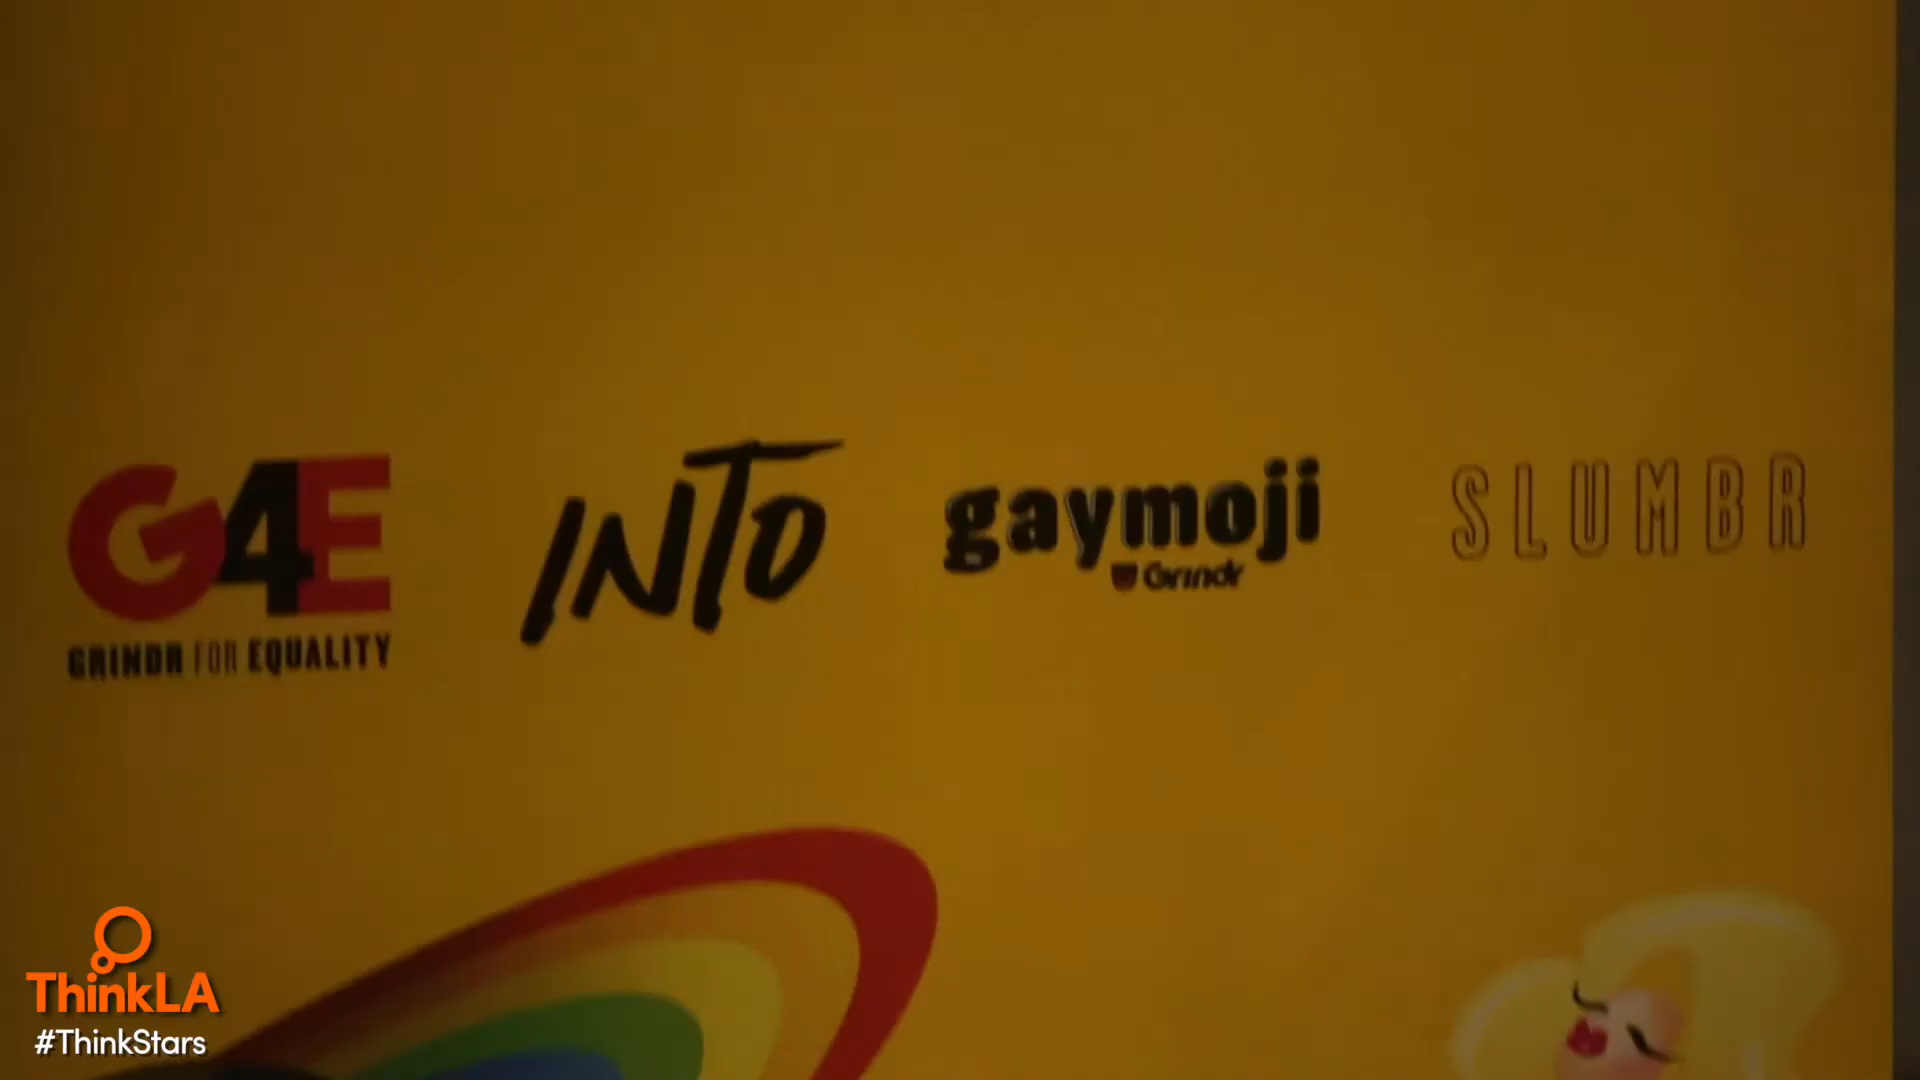 G4E
GRINDR FOR EQUALITY
INTO
gaymoji
Grindr
SLUMBR
ThinkLA
#ThinkStars